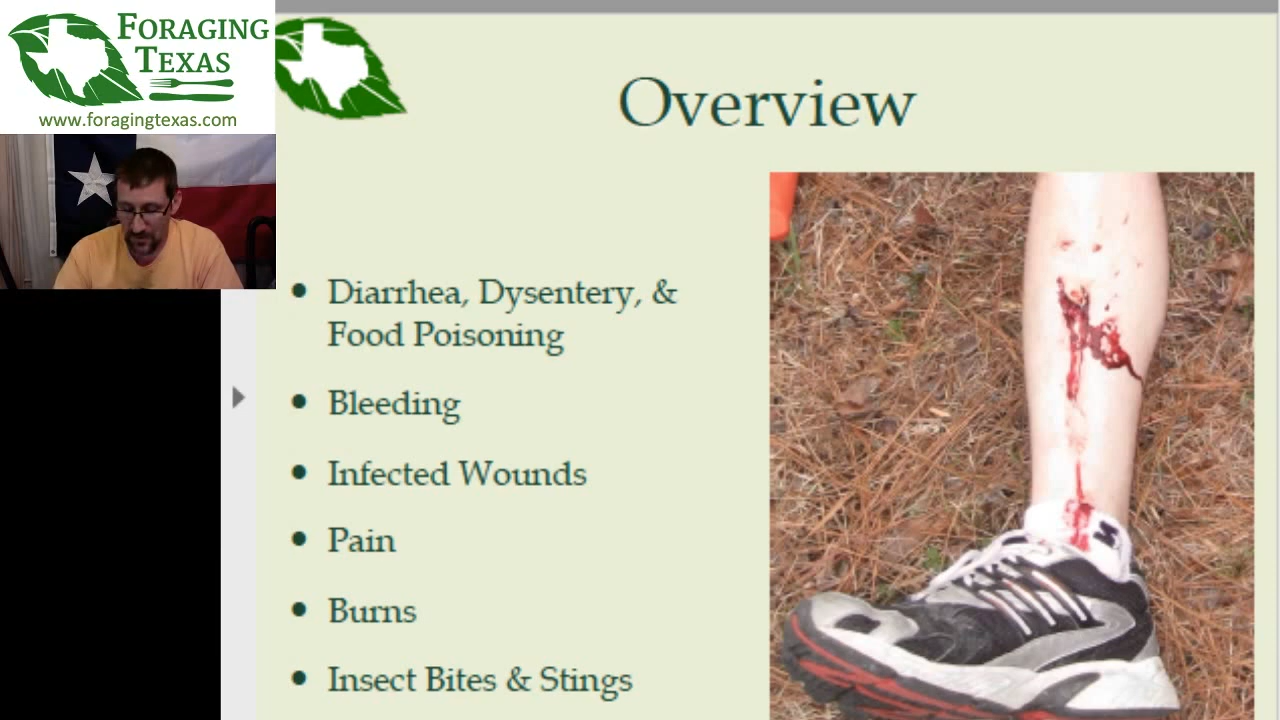 FORAGING
TEXAS
www.foragingtexas.com
Overview
• Diarrhea, Dysentery, &
Food Poisoning
• Bleeding
• Infected Wounds
• Pain
• Burns
• Insect Bites & Stings
N